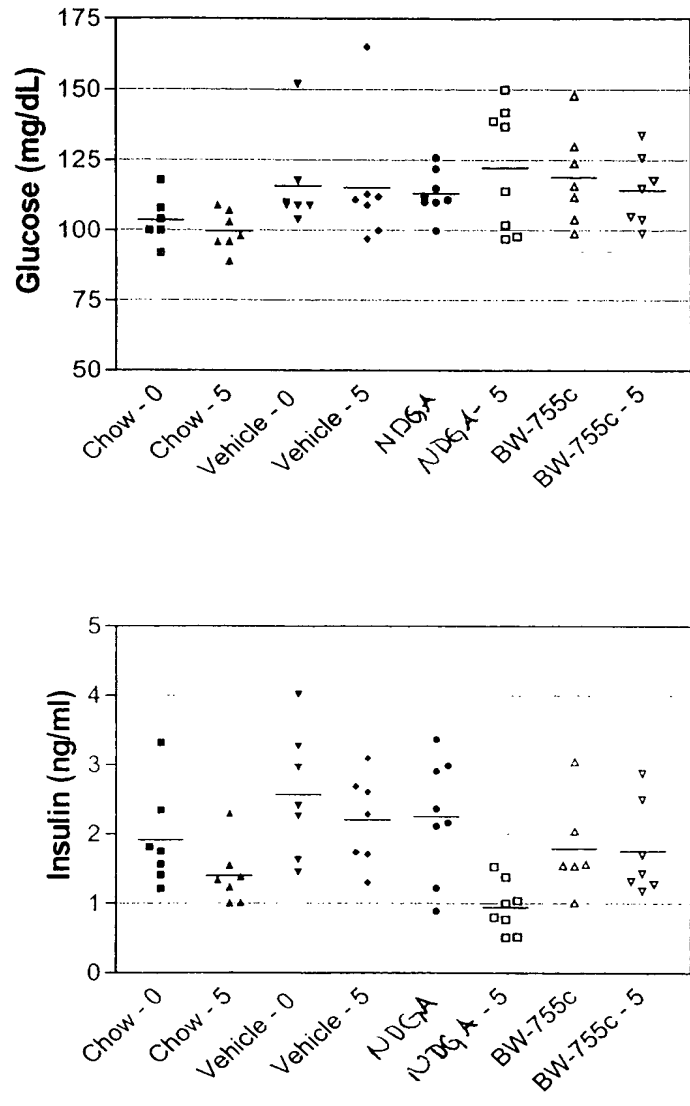 Glucose (mg/dL)
175
150
125
100
75
50
Chow - 0
Chow - 5
Vehicle - 0
Vehicle - 5
NDGA
NDGA - 5
BW-755c
BW-755c - 5
Insulin (ng/ml)
5
4
3
2
1
0
Chow - 0
Chow - 5
Vehicle - 0
Vehicle - 5
NDGA
NDGA - 5
BW-755c
BW-755c - 5